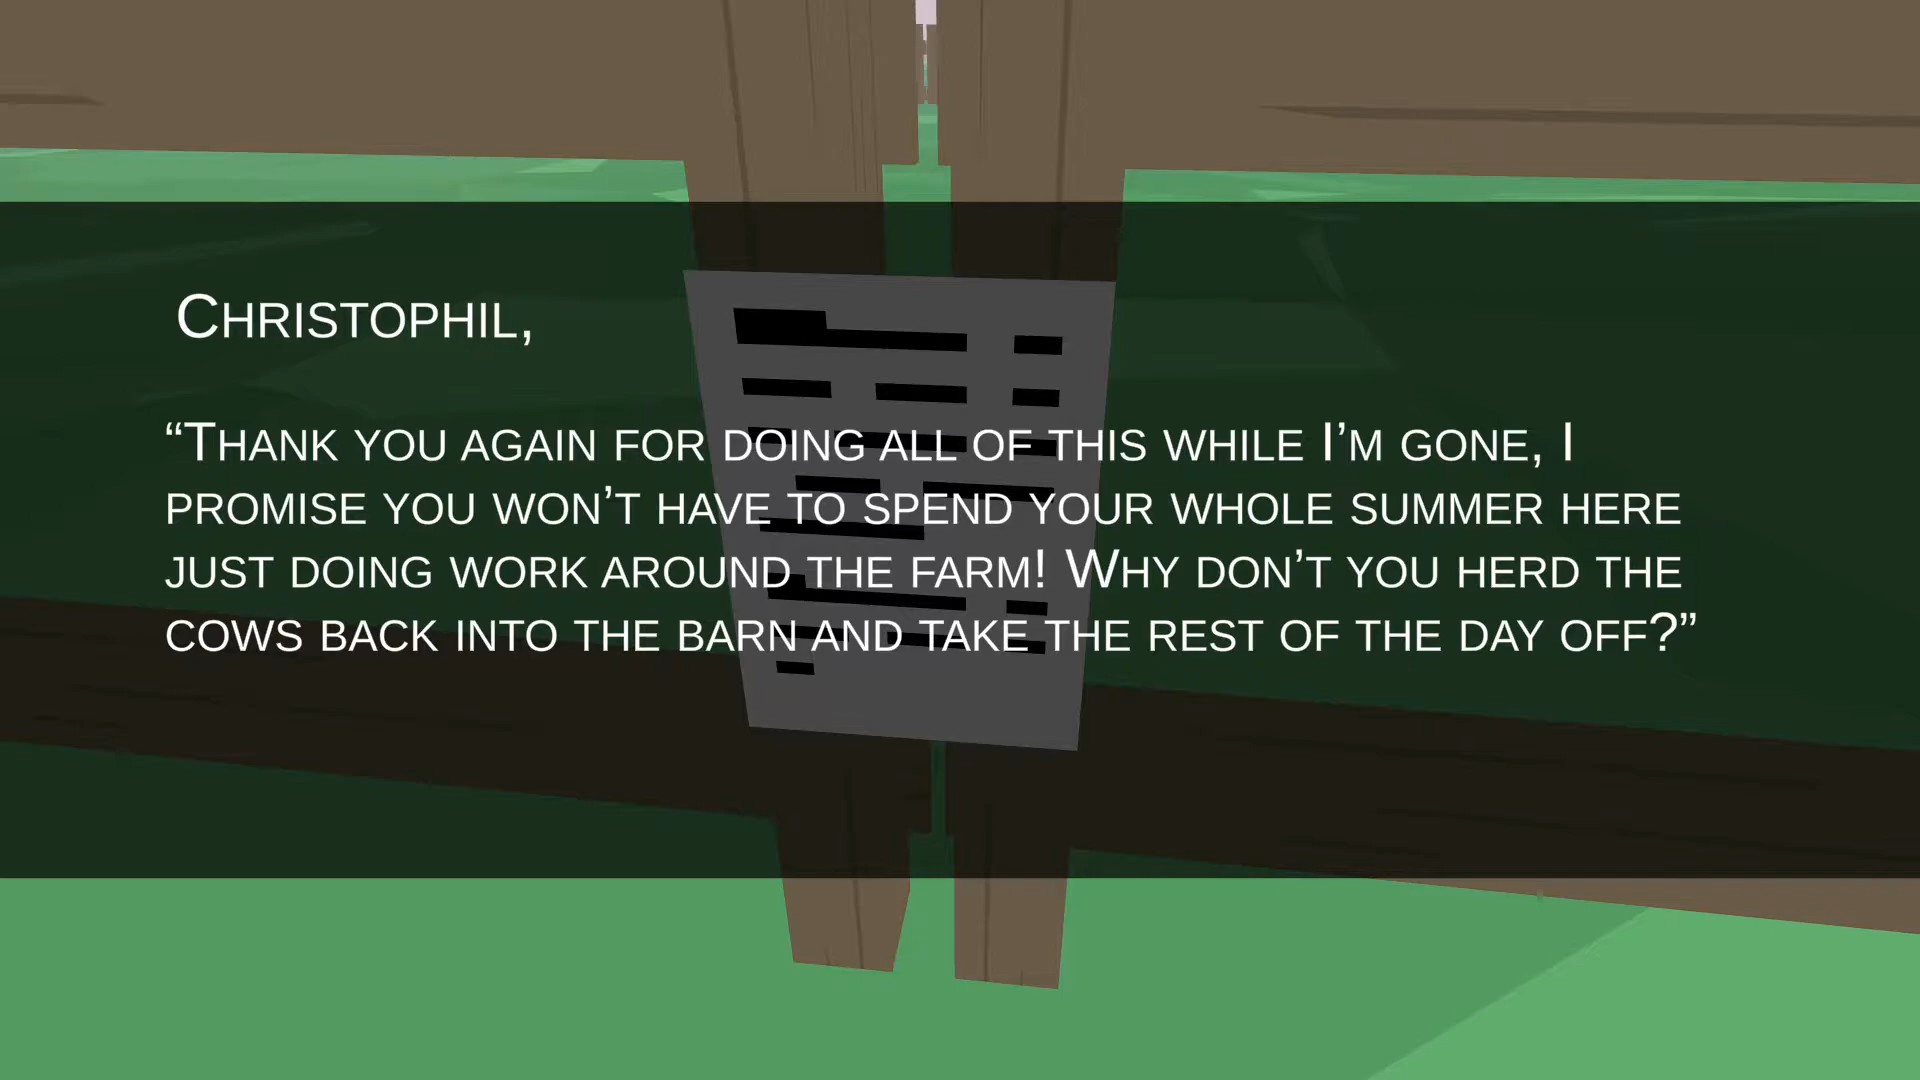 Christophil,
“Thank you again for doing all of this while I’m gone, I
promise you won’t have to spend your whole summer here
just doing work around the farm! Why don’t you herd the
cows back into the barn and take the rest of the day off?”